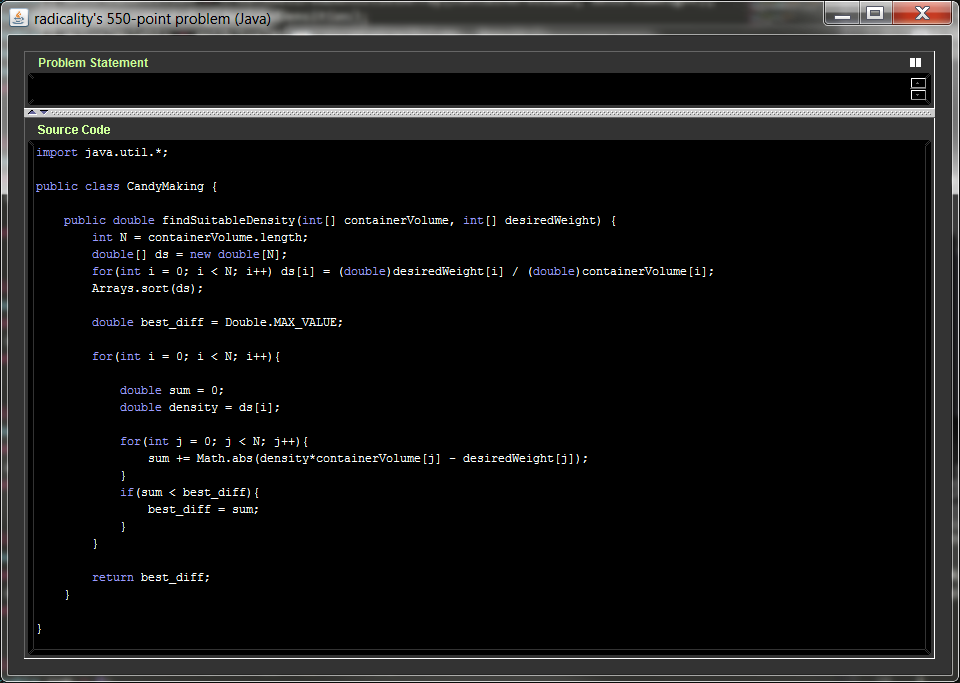 radicality's 550-point problem (Java)
Problem Statement
Source Code
import java.util.*;
public class CandyMaking {
public double findSuitableDensity(int[] containerVolume, int[] desiredWeight) {
int N = containerVolume.length;
double[] ds = new double[N];
for(int i = 0; i < N; i++) ds[i] = (double)desiredWeight[i] / (double)containerVolume[i];
Arrays.sort(ds);
double best_diff = Double.MAX_VALUE;
for(int i = 0; i < N; i++){
double sum = 0;
double density = ds[i];
for(int j = 0; j < N; j++){
sum += Math.abs(density*containerVolume[j] - desiredWeight[j]);
}
if(sum < best_diff){
best_diff = sum;
}
}
return best_diff;
}
}